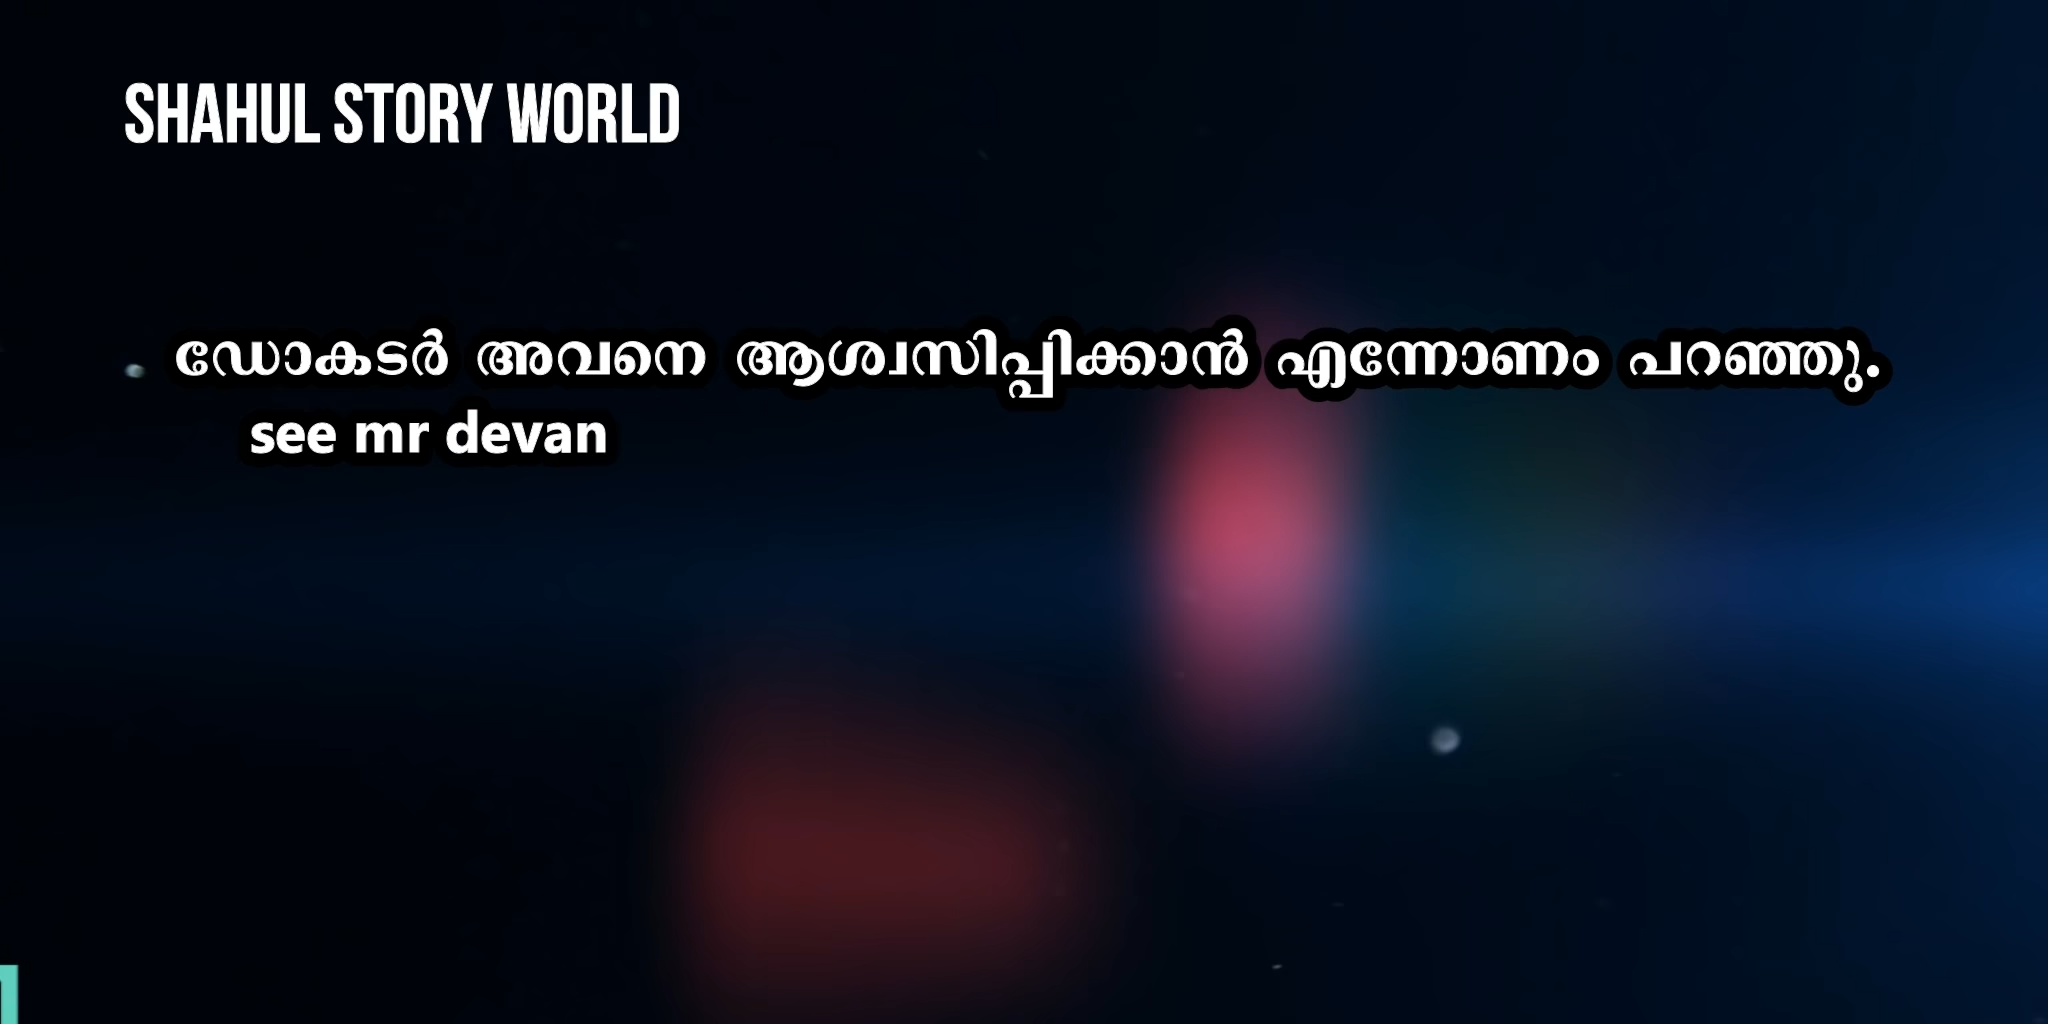 SHAHUL STORY WORLD
ഡോകടർ അവനെ ആശ്വസിപ്പിക്കാൻ എന്നോണം പറഞ്ഞു.
see mr devan